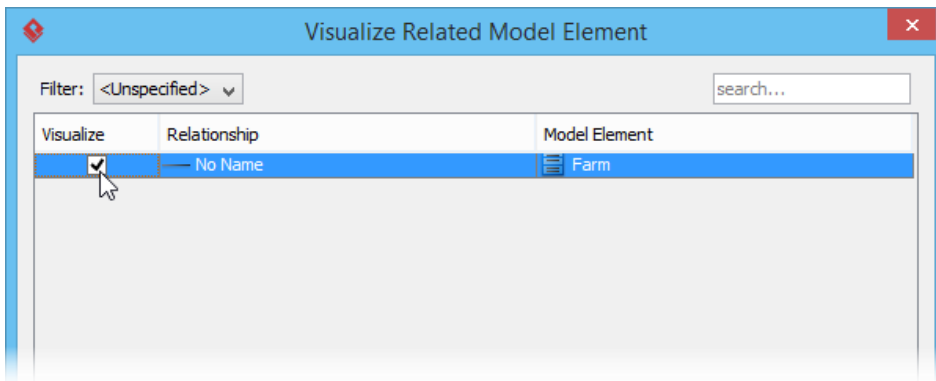 Visualize Related Model Element
Filter: <Unspecified> search...
Visualize Relationship Model Element
No Name Farm